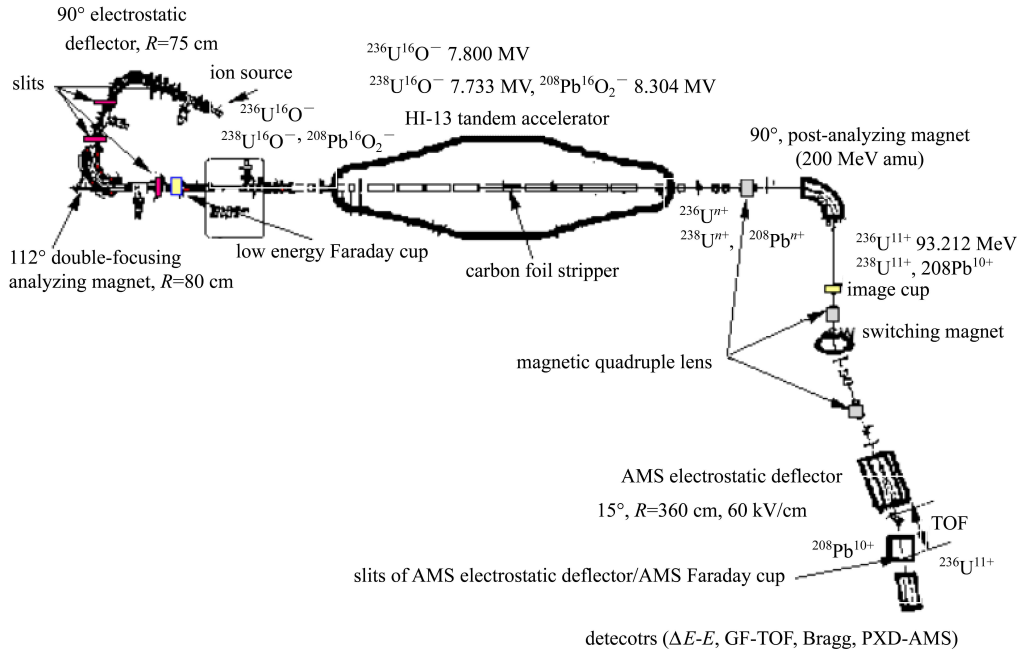 90° electrostatic
deflector, R=75 cm
slits
ion source
²³⁶U¹⁶O⁻
²³⁸U¹⁶O⁻, ²⁰⁸Pb¹⁶O₂⁻
²³⁶U¹⁶O⁻ 7.800 MV
²³⁸U¹⁶O⁻ 7.733 MV, ²⁰⁸Pb¹⁶O₂⁻ 8.304 MV
HI-13 tandem accelerator
90°, post-analyzing magnet
(200 MeV amu)
112° double-focusing
analyzing magnet, R=80 cm
low energy Faraday cup
carbon foil stripper
²³⁶Uⁿ⁺
²³⁸Uⁿ⁺, ²⁰⁸Pbⁿ⁺
²³⁶U¹¹⁺ 93.212 MeV
²³⁸U¹¹⁺, 208Pb¹⁰⁺
image cup
switching magnet
magnetic quadruple lens
AMS electrostatic deflector
15°, R=360 cm, 60 kV/cm
TOF
²⁰⁸Pb¹⁰⁺
²³⁶U¹¹⁺
slits of AMS electrostatic deflector/AMS Faraday cup
detecotrs (ΔE-E, GF-TOF, Bragg, PXD-AMS)